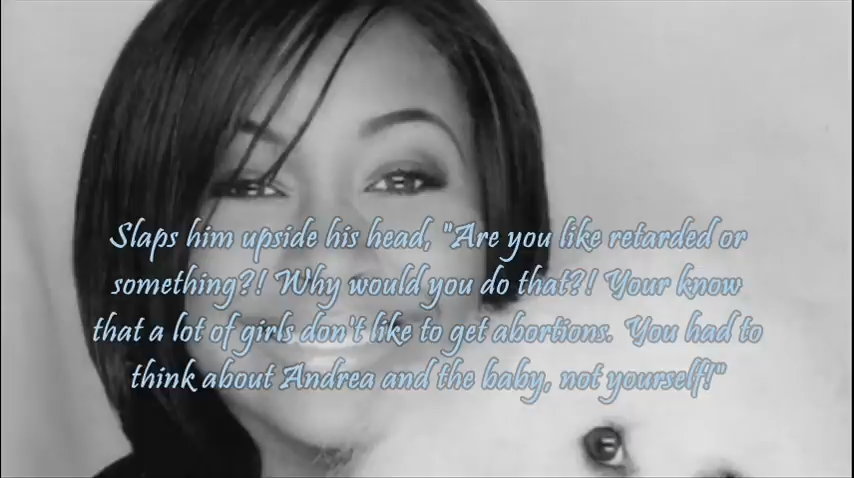 Slaps him upside his head, "Are you like retarded or
something?! Why would you do that?! Your know
that a lot of girls don't like to get abortions. You had to
think about Andrea and the baby, not yourself!"